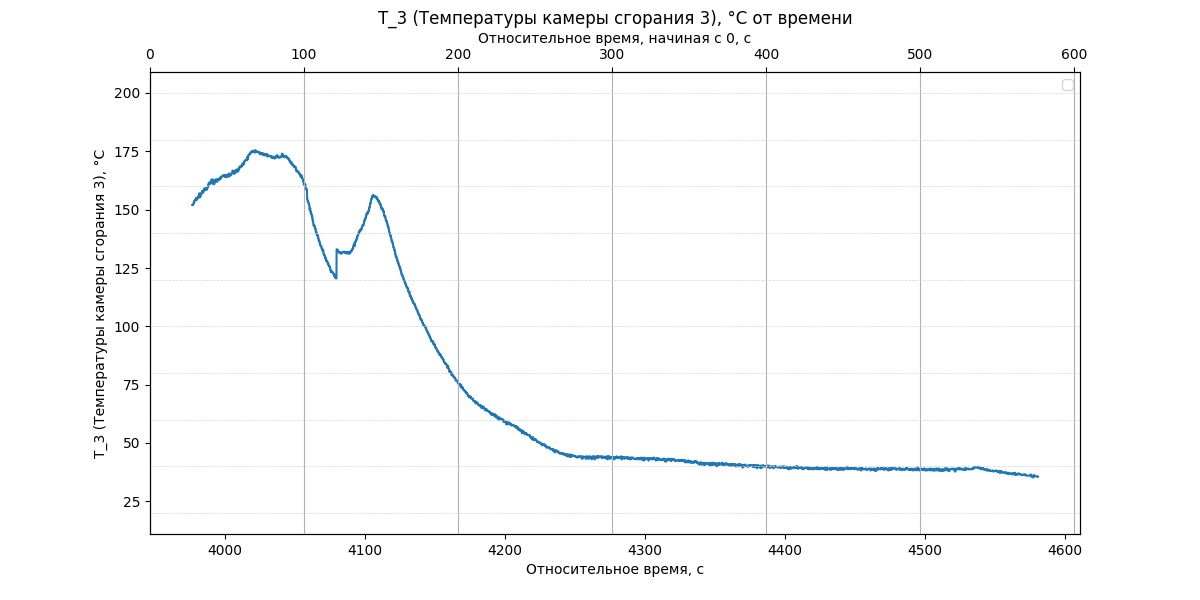 T_3 (Температуры камеры сгорания 3), °C от времени
Относительное время, начиная с 0, с
0 100 200 300 400 500 600
200
175
150
125
100
75
50
25
T_3 (Температуры камеры сгорания 3), °C
4000 4100 4200 4300 4400 4500 4600
Относительное время, с